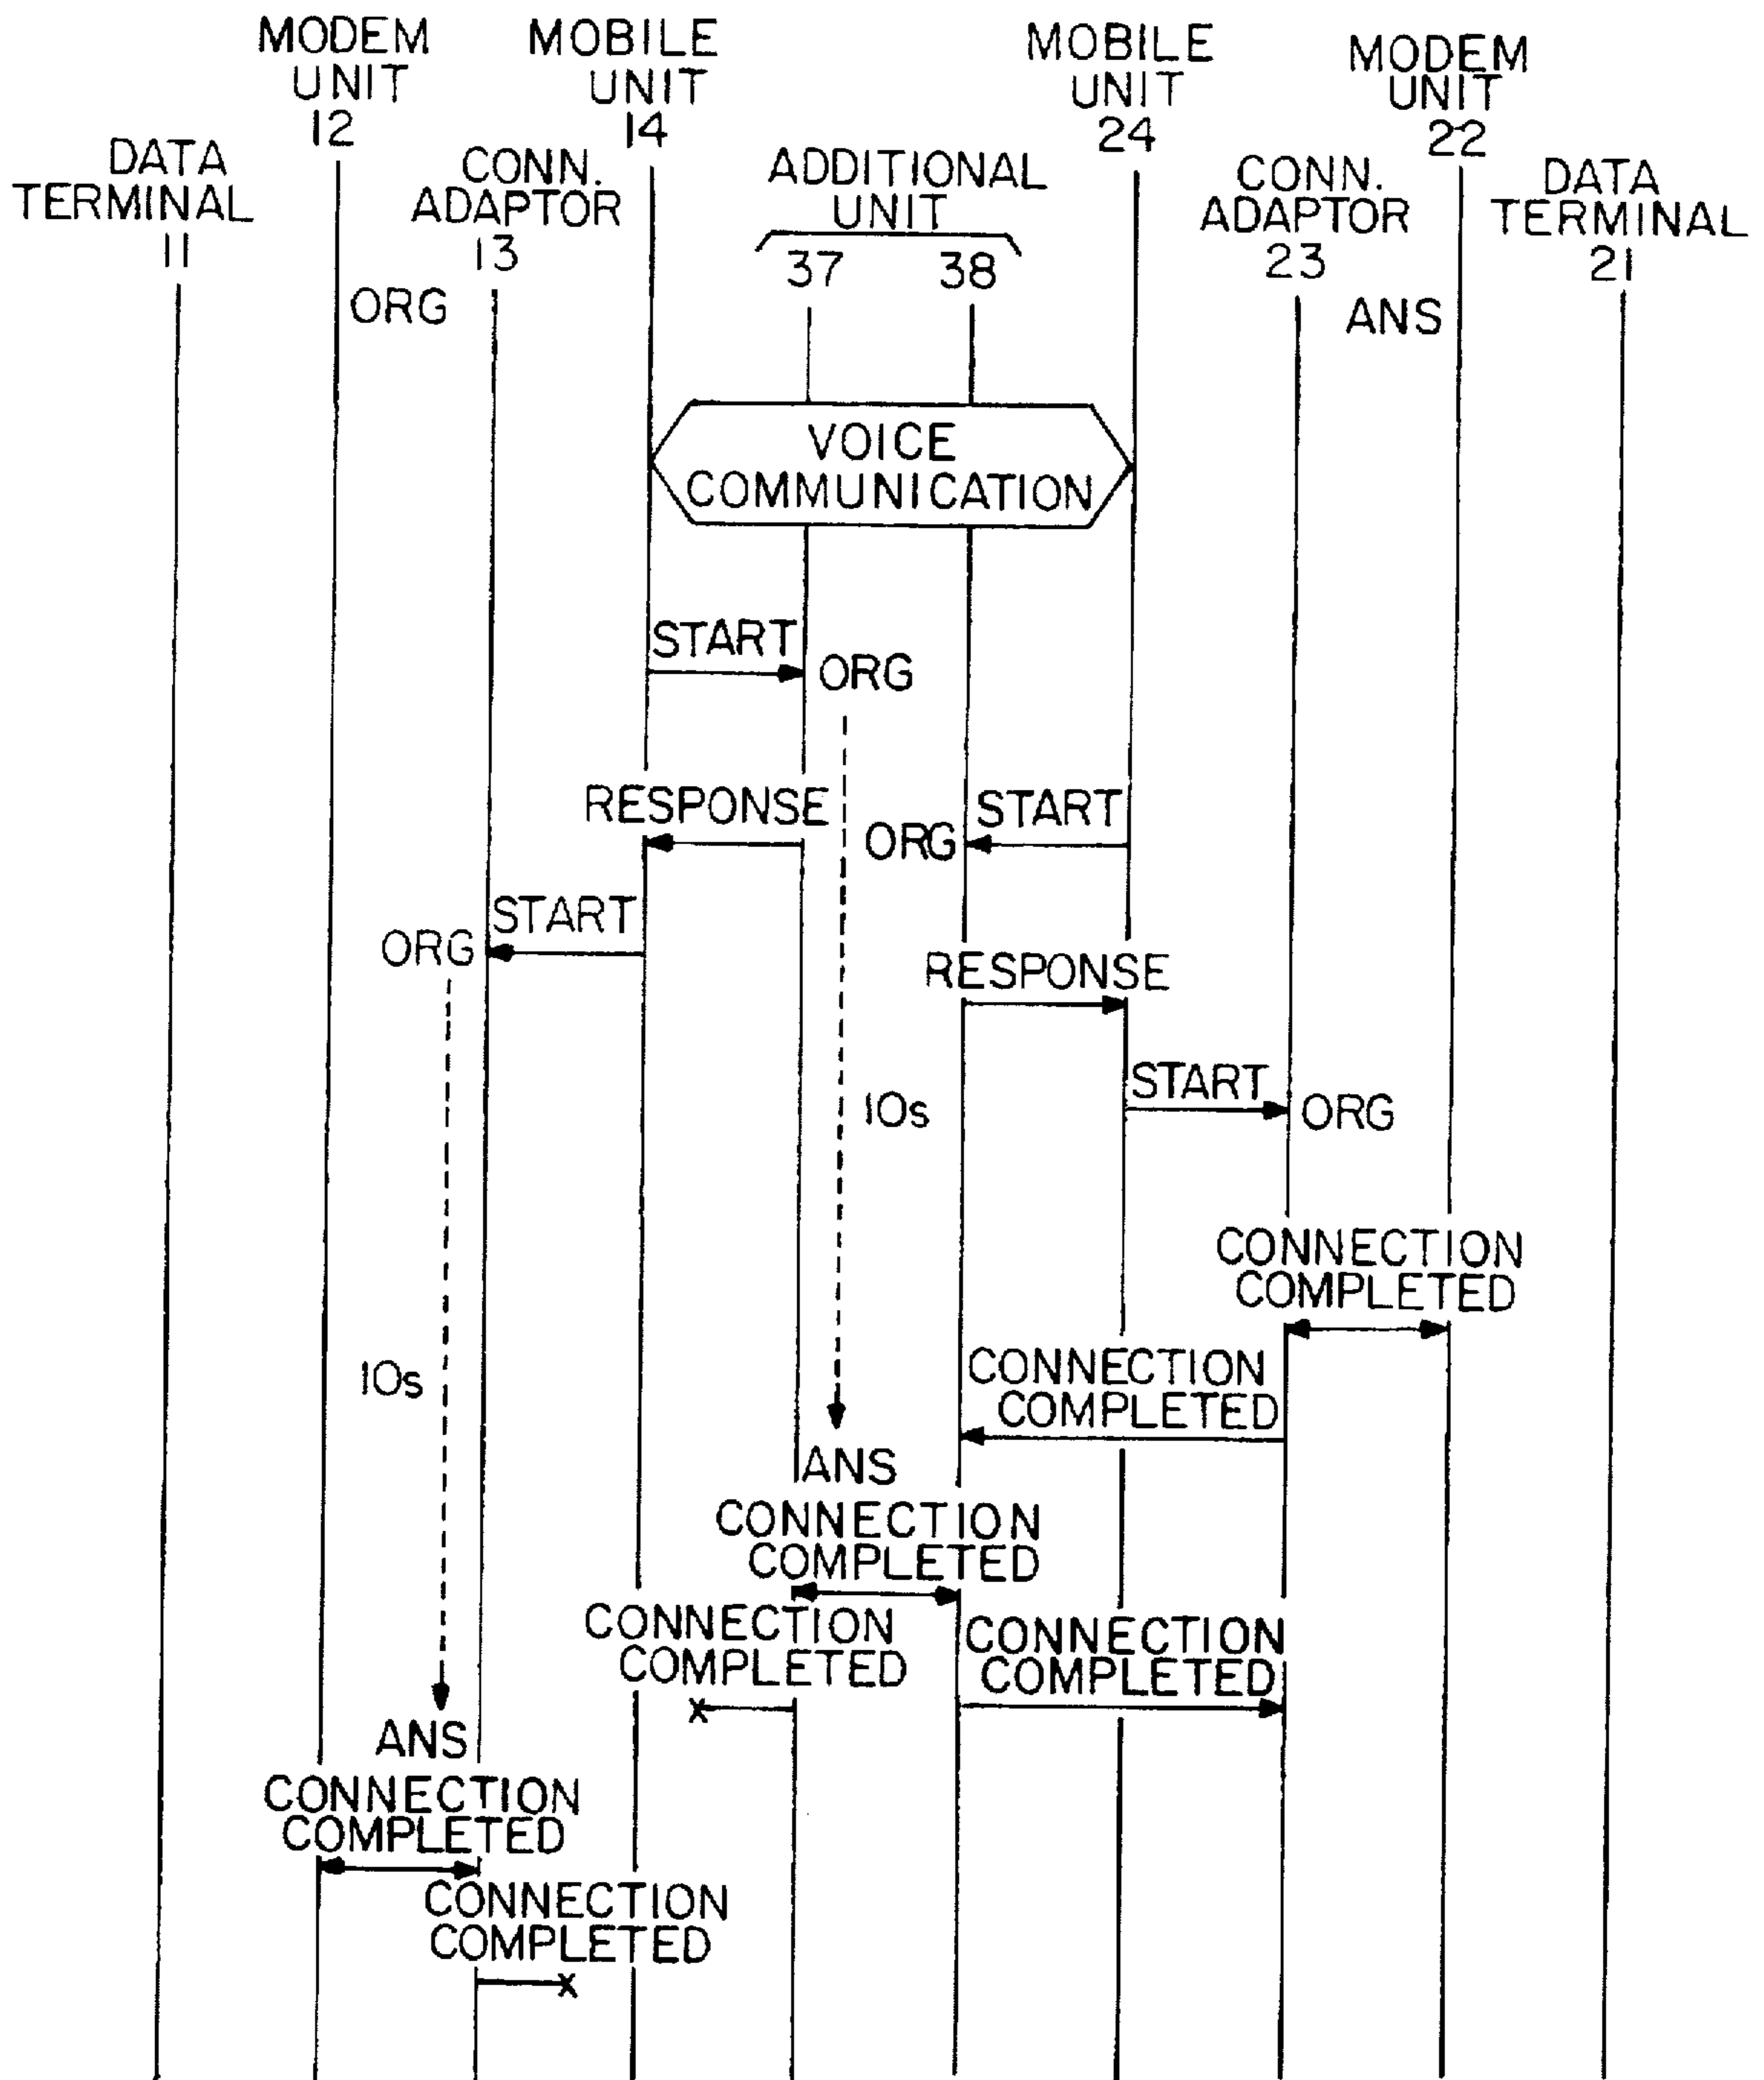 MODEM
UNIT
12
MOBILE
UNIT
14
MOBILE
UNIT
24
MODEM
UNIT
22
DATA
TERMINAL
11
CONN.
ADAPTOR
13
ADDITIONAL
UNIT
37
38
CONN.
ADAPTOR
23
DATA
TERMINAL
21
ORG
ANS
VOICE
COMMUNICATION
START
ORG
RESPONSE
START
ORG
START
ORG
RESPONSE
START
ORG
10s
CONNECTION
COMPLETED
CONNECTION
COMPLETED
10s
ANS
CONNECTION
COMPLETED
CONNECTION
COMPLETED
CONNECTION
COMPLETED
x
ANS
CONNECTION
COMPLETED
CONNECTION
COMPLETED
x